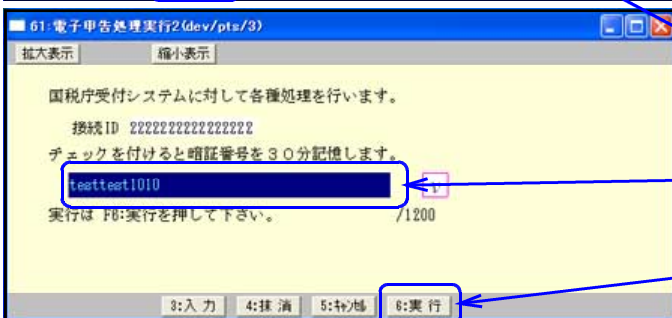 61:電子申告処理実行2(dev/pts/3)
拡大表示 縮小表示
国税庁受付システムに対して各種処理を行います。
接続ID 2222222222222222
チェックを付けると暗証番号を30分記憶します。
testtest1010
実行は F6:実行を押して下さい。 /1200
3:入 力 4:抹 消 5:ｷｬﾝｾﾙ 6:実 行